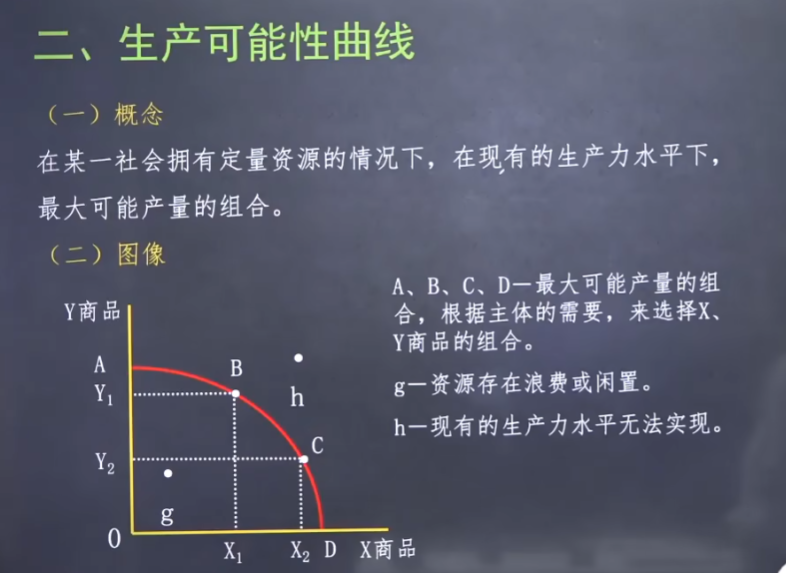 二、生产可能性曲线
（一）概念
在某一社会拥有定量资源的情况下，在现有的生产力水平下，
最大可能产量的组合。
（二）图像
A、B、C、D—最大可能产量的组
合，根据主体的需要，来选择X、
Y商品的组合。
g—资源存在浪费或闲置。
h—现有的生产力水平无法实现。
Y商品
A
B
Y₁
h
C
Y₂
g
0
X₁
X₂
D
X商品